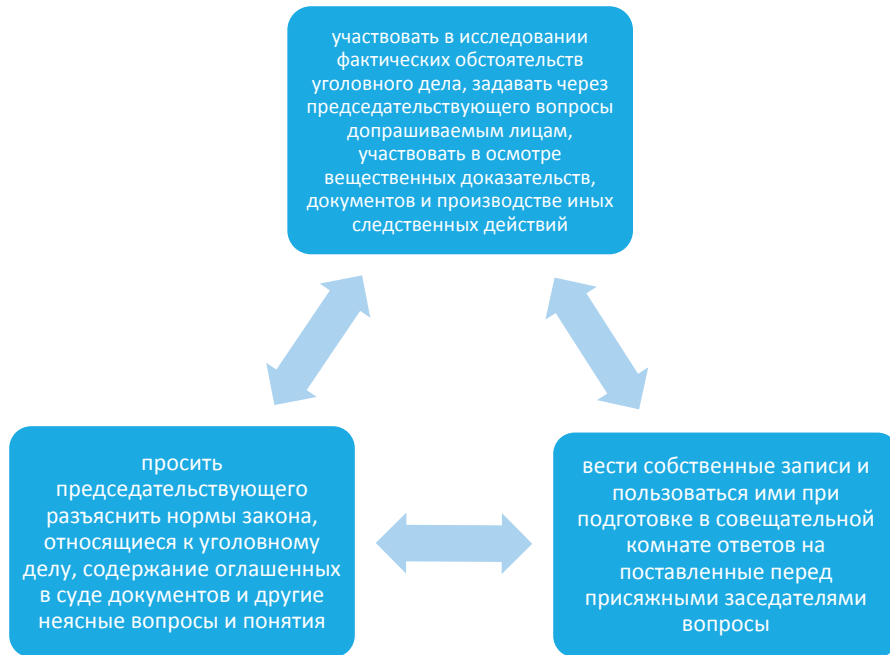 участвовать в исследовании
фактических обстоятельств
уголовного дела, задавать через
председательствующего вопросы
допрашиваемым лицам,
участвовать в осмотре
вещественных доказательств,
документов и производстве иных
следственных действий
просить
председательствующего
разъяснить нормы закона,
относящиеся к уголовному
делу, содержание оглашенных
в суде документов и другие
неясные вопросы и понятия
вести собственные записи и
пользоваться ими при
подготовке в совещательной
комнате ответов на
поставленные перед
присяжными заседателями
вопросы